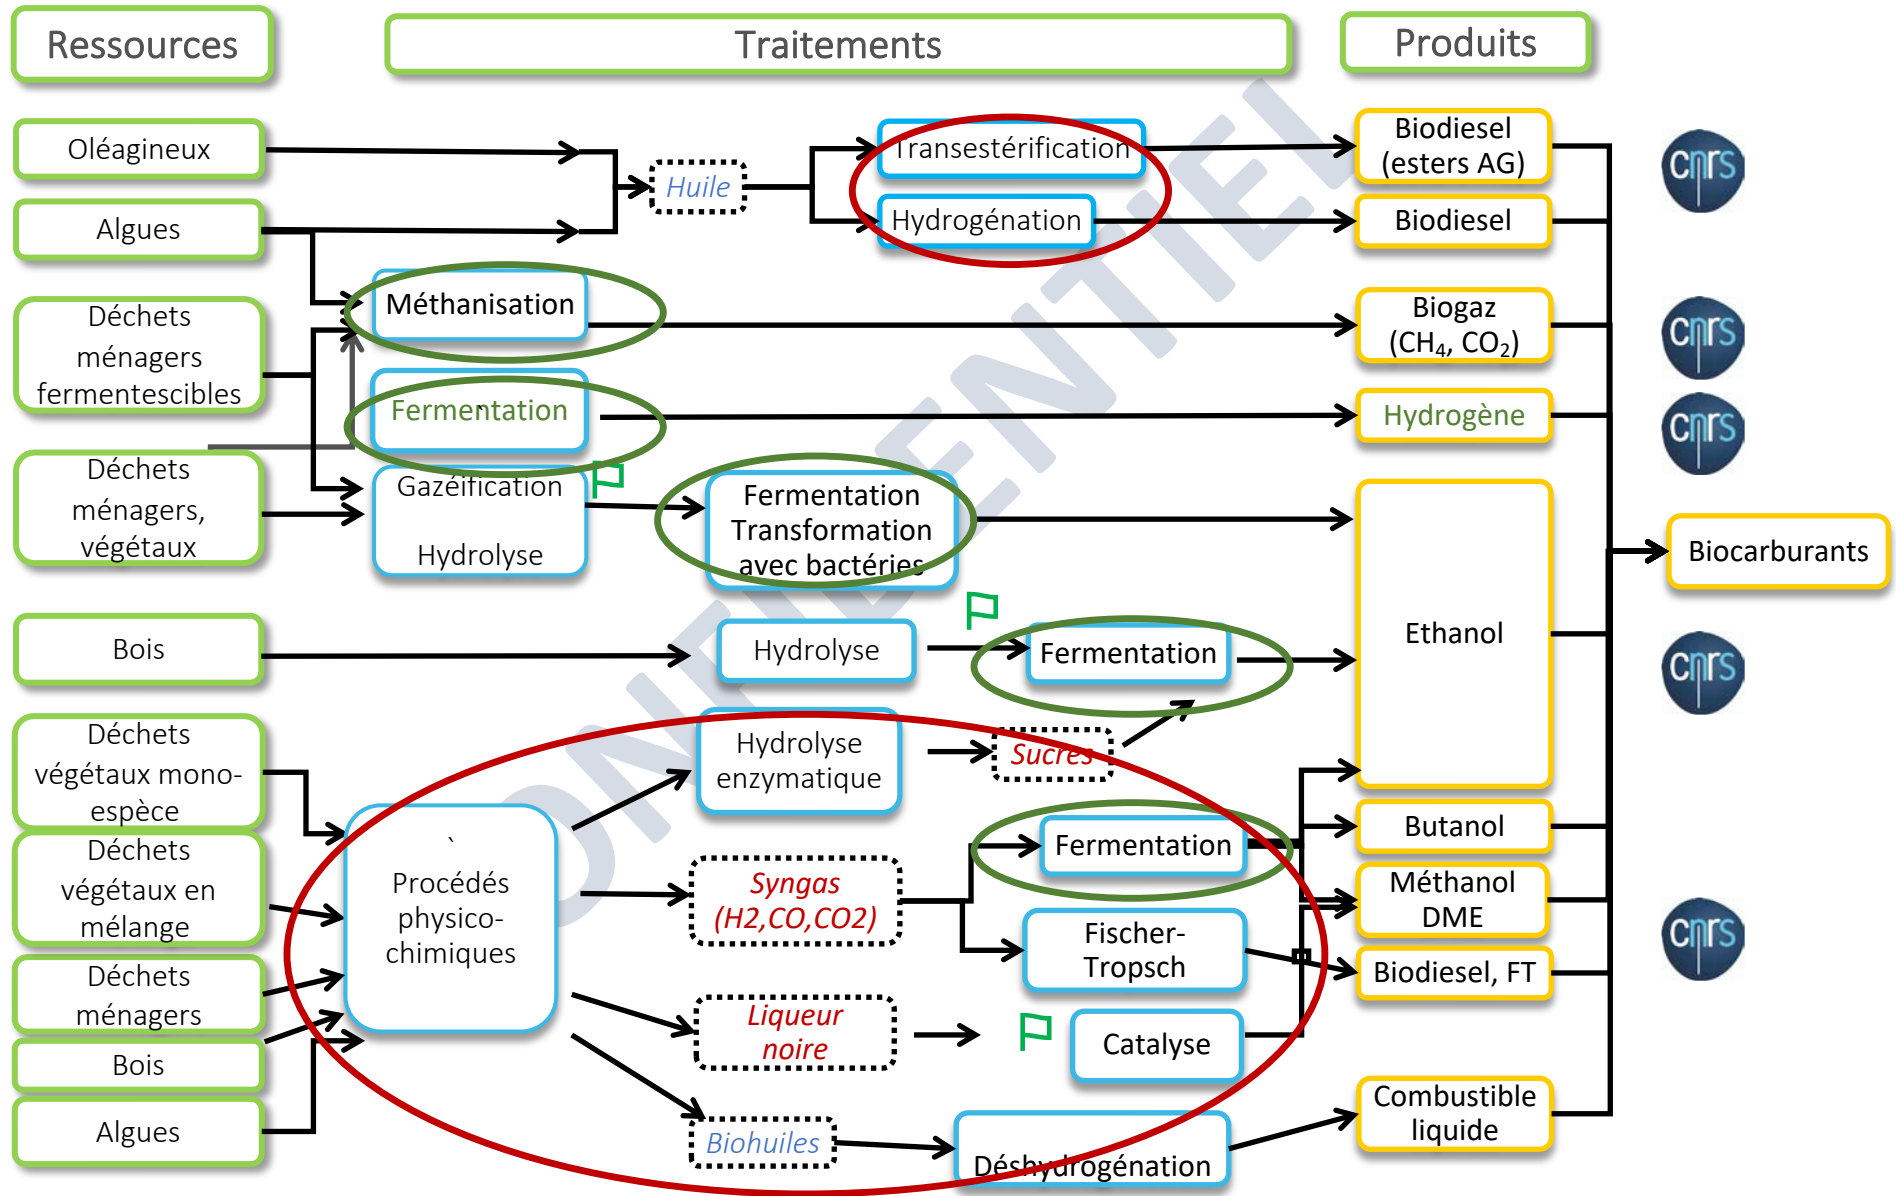 Ressources
Traitements
Produits
Oléagineux
Algues
Déchets
ménagers
fermentescibles
Déchets
ménagers,
végétaux
Bois
Déchets
végétaux mono-
espèce
Déchets
végétaux en
mélange
Déchets
ménagers
Bois
Algues
Huile
Transestérification
Hydrogénation
Méthanisation
Fermentation
`
Gazéification
Hydrolyse
Fermentation
Transformation
avec bactéries
Hydrolyse
Fermentation
Hydrolyse
enzymatique
Sucres
`
Procédés
physico-
chimiques
Syngas
(H2,CO,CO2)
Fermentation
Fischer-
Tropsch
Liqueur
noire
Catalyse
Biohuiles
Déshydrogénation
Biodiesel
(esters AG)
Biodiesel
Biogaz
(CH₄, CO₂)
Hydrogène
Ethanol
Butanol
Méthanol
DME
Biodiesel, FT
Combustible
liquide
Biocarburants
cnrs
cnrs
cnrs
cnrs
cnrs
CONFIDENTIEL